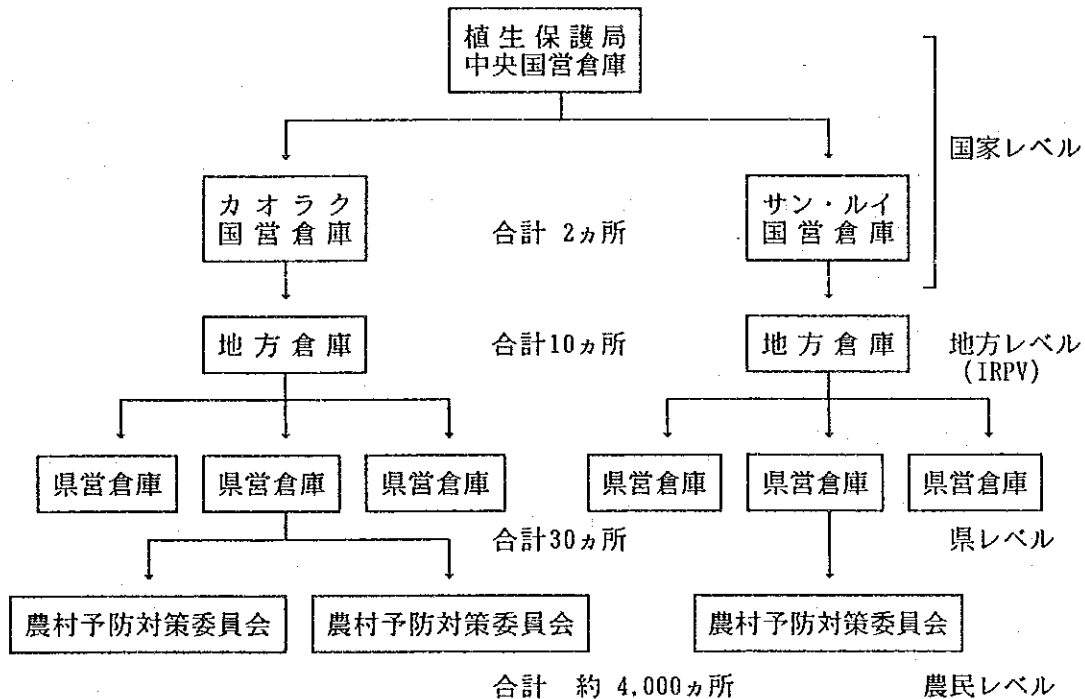 植生保護局
中央国営倉庫
国家レベル
カオラク
国営倉庫
合計 2ヵ所
サン・ルイ
国営倉庫
地方倉庫
合計10ヵ所
地方倉庫
地方レベル
(IRPV)
県営倉庫
県営倉庫
県営倉庫
県営倉庫
県営倉庫
県営倉庫
合計30ヵ所
県レベル
農村予防対策委員会
農村予防対策委員会
農村予防対策委員会
合計 約 4,000ヵ所
農民レベル